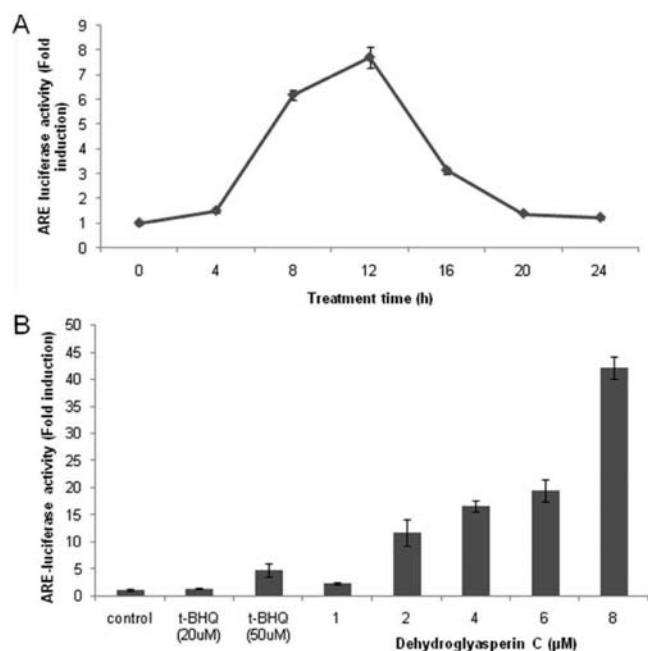 A
ARE luciferase activity (Fold
induction)
9
8
7
6
5
4
3
2
1
0
0 4 8 12 16 20 24
Treatment time (h)
B
ARE-luciferase activity (Fold induction)
50
45
40
35
30
25
20
15
10
5
0
control t-BHQ t-BHQ 1 2 4 6 8
(20uM) (50uM)
Dehydroglyasperin C (µM)